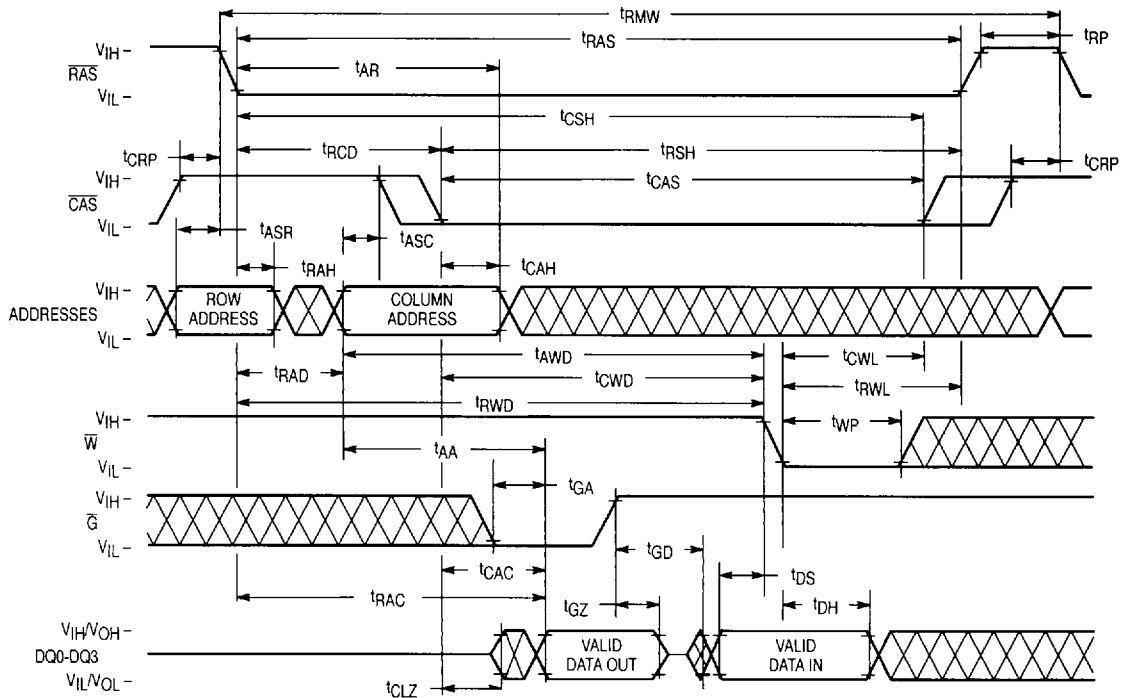 tRMW
tRAS
tRP
VIH
RAS
VIL
tAR
tCSH
tCRP
tRCD
tRSH
tCRP
VIH
CAS
VIL
tCAS
tASR
tASC
tRAH
tCAH
ADDRESSES
VIH
VIL
ROW
ADDRESS
COLUMN
ADDRESS
tAWD
tCWL
tRAD
tCWD
tRWL
tRWD
VIH
W
VIL
tWP
tAA
tGA
VIH
G
VIL
tGD
tCAC
tDS
tRAC
tGZ
tDH
VIH/VOH
DQ0-DQ3
VIL/VOL
VALID
DATA OUT
VALID
DATA IN
tCLZ